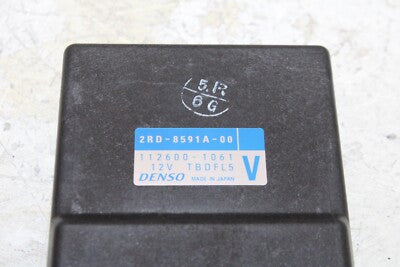 5.R
6G
2RD-8591A-00
112600-1061
12V TBDFL5
DENSO MADE IN JAPAN
V